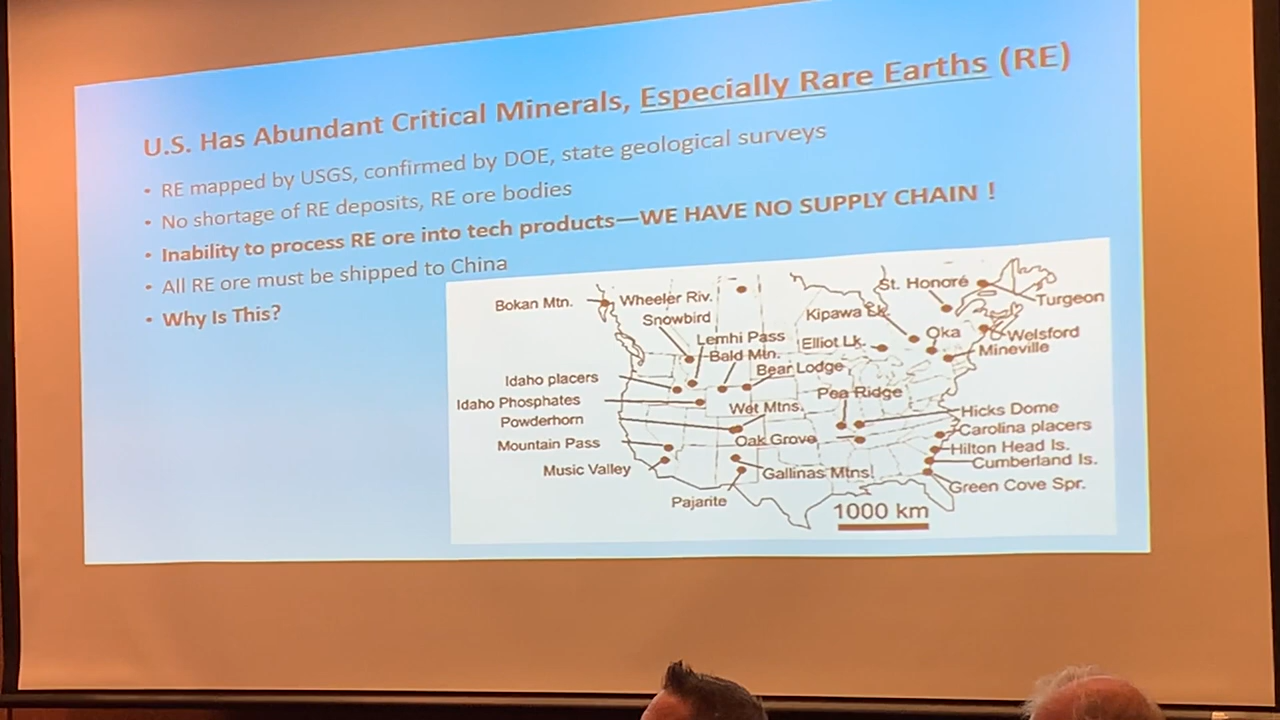 U.S. Has Abundant Critical Minerals, Especially Rare Earths (RE)
• RE mapped by USGS, confirmed by DOE, state geological surveys
• No shortage of RE deposits, RE ore bodies
• Inability to process RE ore into tech products—WE HAVE NO SUPPLY CHAIN !
• All RE ore must be shipped to China
• Why Is This?
Bokan Mtn.
Wheeler Riv.
St. Honoré
Turgeon
Snowbird
Kipawa Lk.
Lemhi Pass
Elliot Lk.
Oka
Welsford
Bald Mtn.
Mineville
Bear Lodge
Idaho placers
Pea Ridge
Idaho Phosphates
Wet Mtns.
Hicks Dome
Powderhorn
Carolina placers
Mountain Pass
Oak Grove
Hilton Head Is.
Music Valley
Gallinas Mtns.
Cumberland Is.
Pajarite
Green Cove Spr.
1000 km